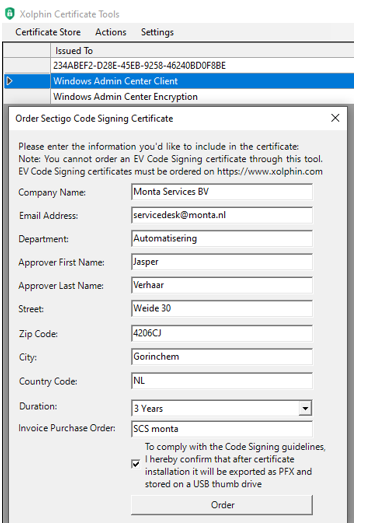 Xolphin Certificate Tools
Certificate Store Actions Settings
Issued To
234ABEF2-D28E-45EB-9258-46240BD0F8BE
Windows Admin Center Client
Windows Admin Center Encryption
Order Sectigo Code Signing Certificate
Please enter the information you'd like to include in the certificate:
Note: You cannot order an EV Code Signing certificate through this tool.
EV Code Signing certificates must be ordered on https://www.xolphin.com
Company Name: Monta Services BV
Email Address: servicedesk@monta.nl
Department: Automatisering
Approver First Name: Jasper
Approver Last Name: Verhaar
Street: Weide 30
Zip Code: 4206CJ
City: Gorinchem
Country Code: NL
Duration: 3 Years
Invoice Purchase Order: SCS monta
To comply with the Code Signing guidelines,
I hereby confirm that after certificate
installation it will be exported as PFX and
stored on a USB thumb drive
Order